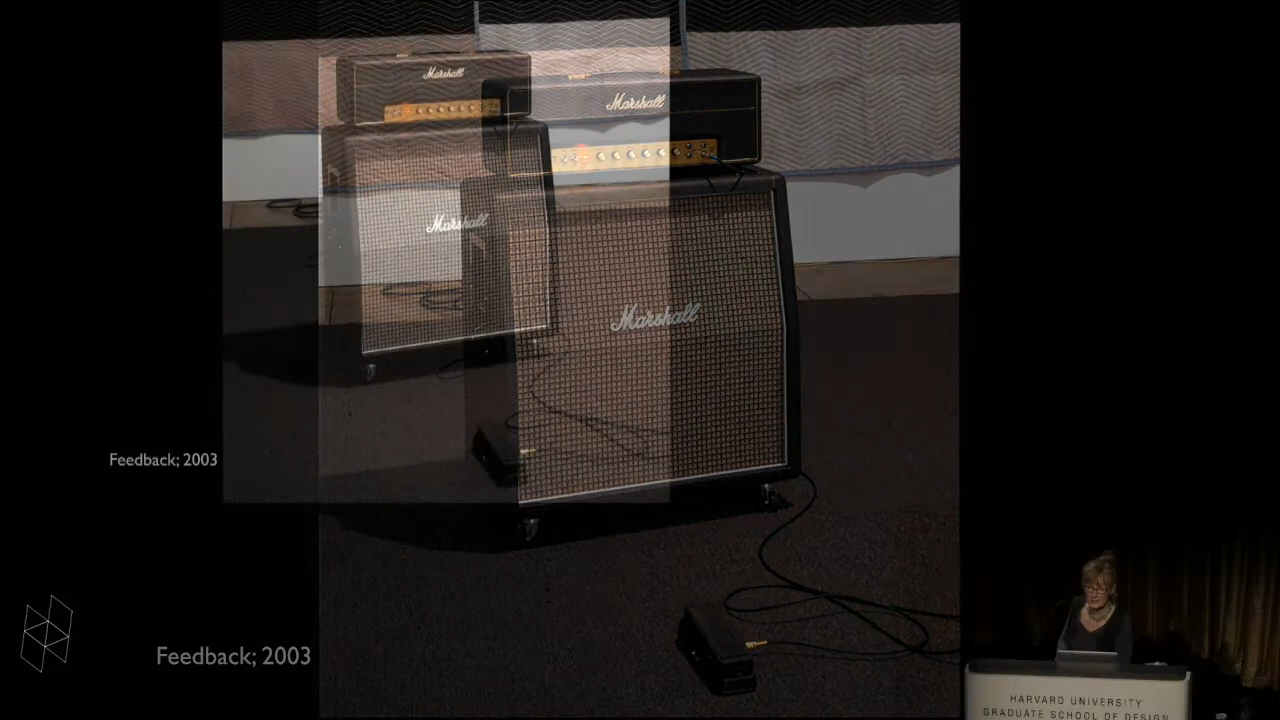 Marshall
Marshall
Marshall
Marshall
Feedback; 2003
Feedback; 2003
HARVARD UNIVERSITY
GRADUATE SCHOOL OF DESIGN